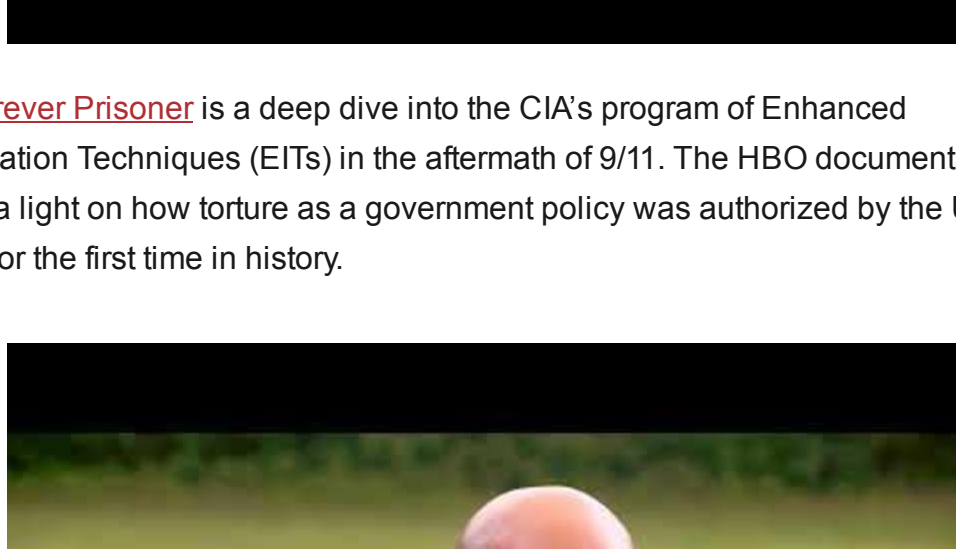 rever Prisoner is a deep dive into the CIA’s program of Enhanced
ation Techniques (EITs) in the aftermath of 9/11. The HBO document
a light on how torture as a government policy was authorized by the U
or the first time in history.